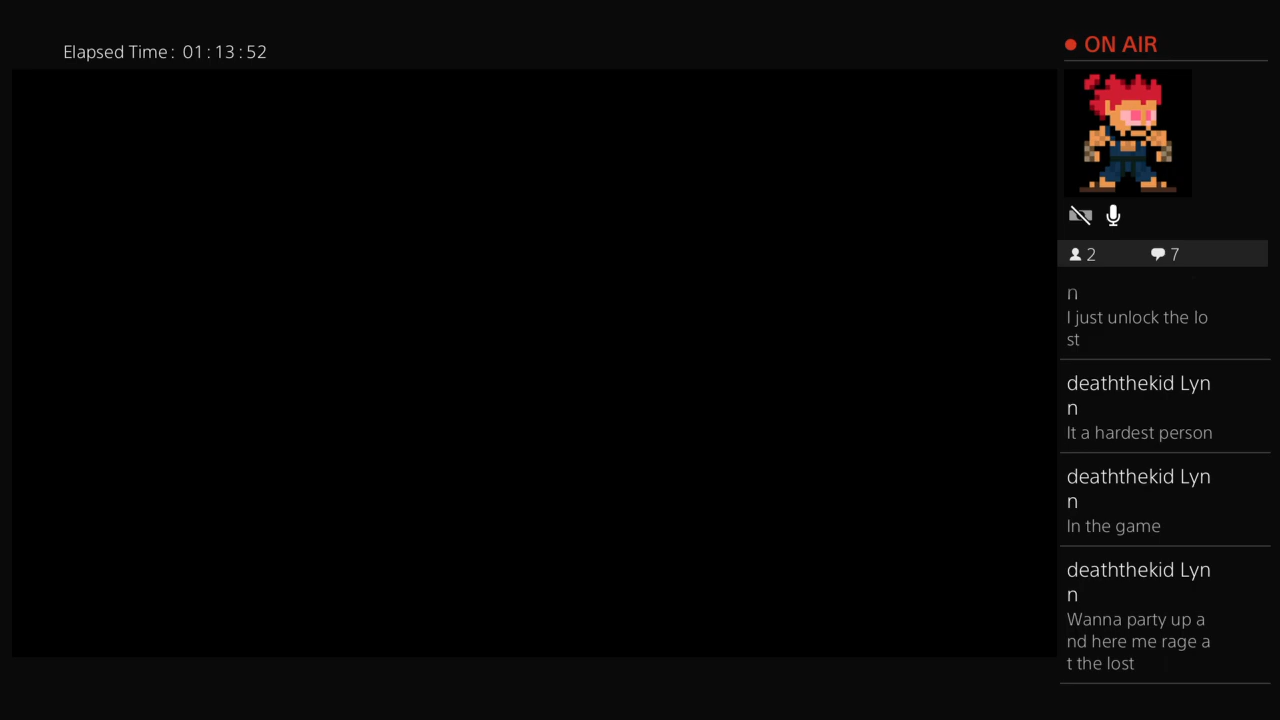 Elapsed Time: 01:13:52
ON AIR
2 7
n
I just unlock the lo
st
deaththekid Lyn
n
It a hardest person
deaththekid Lyn
n
In the game
deaththekid Lyn
n
Wanna party up a
nd here me rage a
t the lost